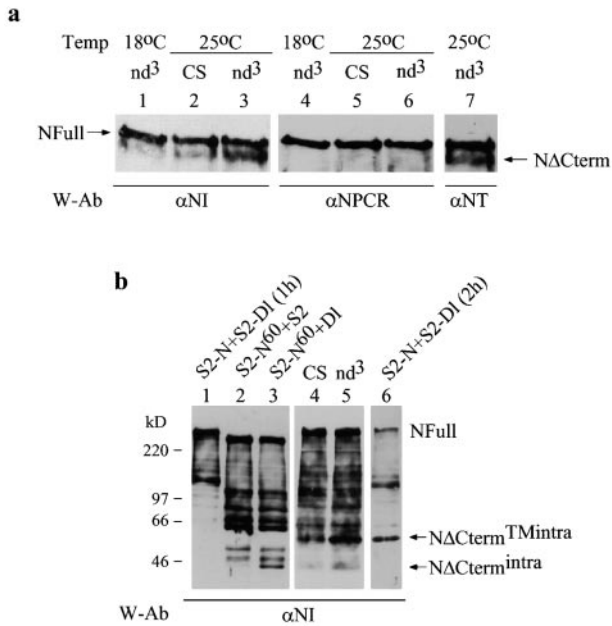 a
Temp 18ºC 25ºC 18ºC 25ºC 25ºC
nd3 CS nd3 nd3 CS nd3 nd3
1 2 3 4 5 6 7
NFull
NΔCterm
W-Ab αNI αNPCR αNT
b
S2-N+S2-Dl (1h)
S2-N60+S2
S2-N60+Dl
CS nd3
S2-N+S2-Dl (2h)
1 2 3 4 5 6
kD
NFull
220
97
66
NΔCtermTMintra
46
NΔCtermintra
W-Ab αNI